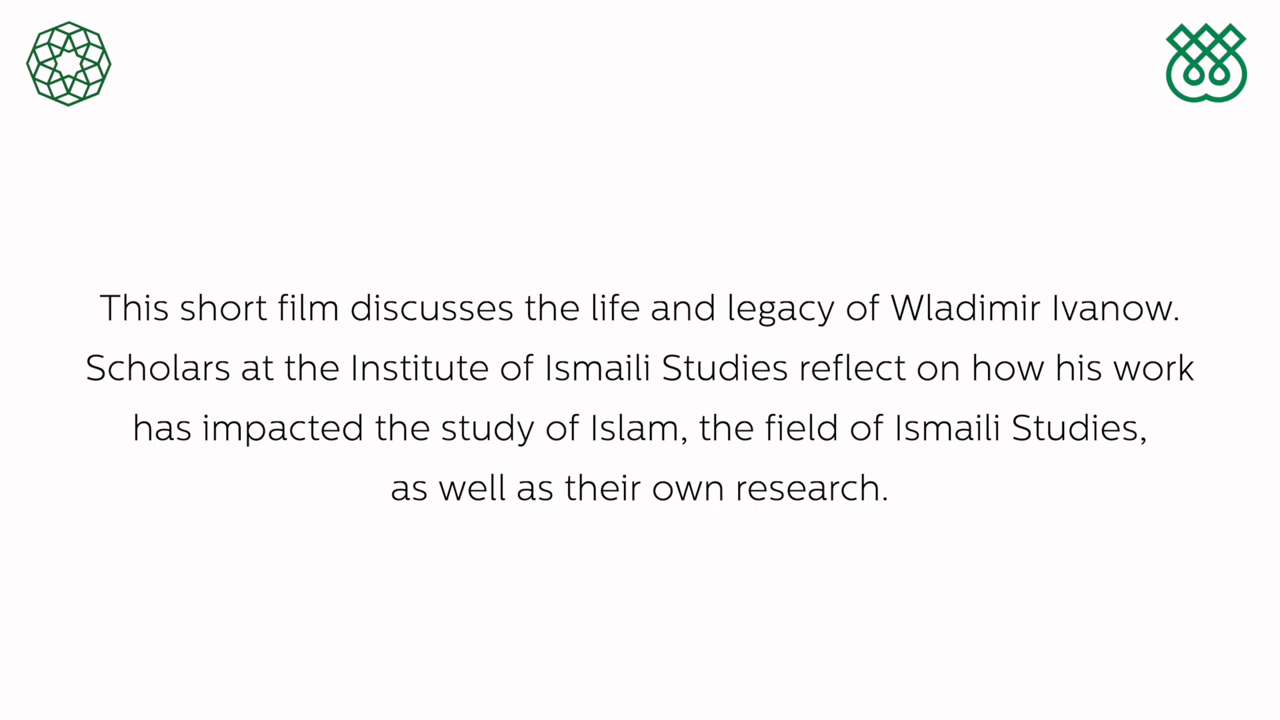 This short film discusses the life and legacy of Wladimir Ivanow.
Scholars at the Institute of Ismaili Studies reflect on how his work
has impacted the study of Islam, the field of Ismaili Studies,
as well as their own research.